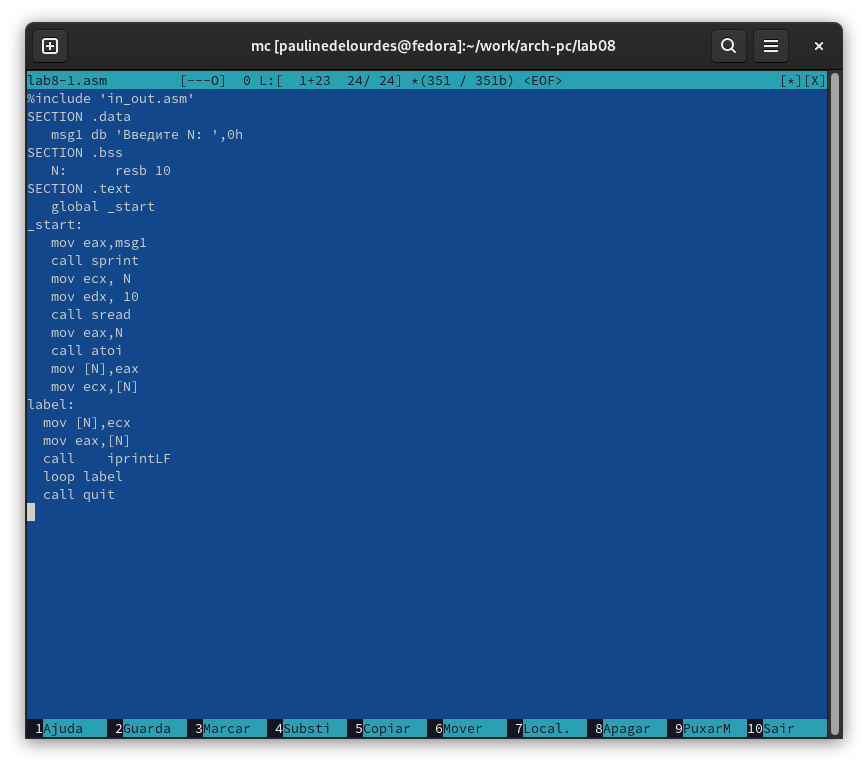 mc [paulinedelourdes@fedora]:~/work/arch-pc/lab08
lab8-1.asm         [---O]  0 L:[  1+23  24/ 24] *(351 / 351b) <EOF>                           [*][X]
%include 'in_out.asm'
SECTION .data
   msg1 db 'Введите N: ',0h
SECTION .bss
   N:      resb 10
SECTION .text
   global _start
_start:
   mov eax,msg1
   call sprint
   mov ecx, N
   mov edx, 10
   call sread
   mov eax,N
   call atoi
   mov [N],eax
   mov ecx,[N]
label:
  mov [N],ecx
  mov eax,[N]
  call    iprintLF
  loop label
  call quit
1Ajuda 2Guarda 3Marcar 4Substi 5Copiar 6Mover 7Local. 8Apagar 9PuxarM 10Sair